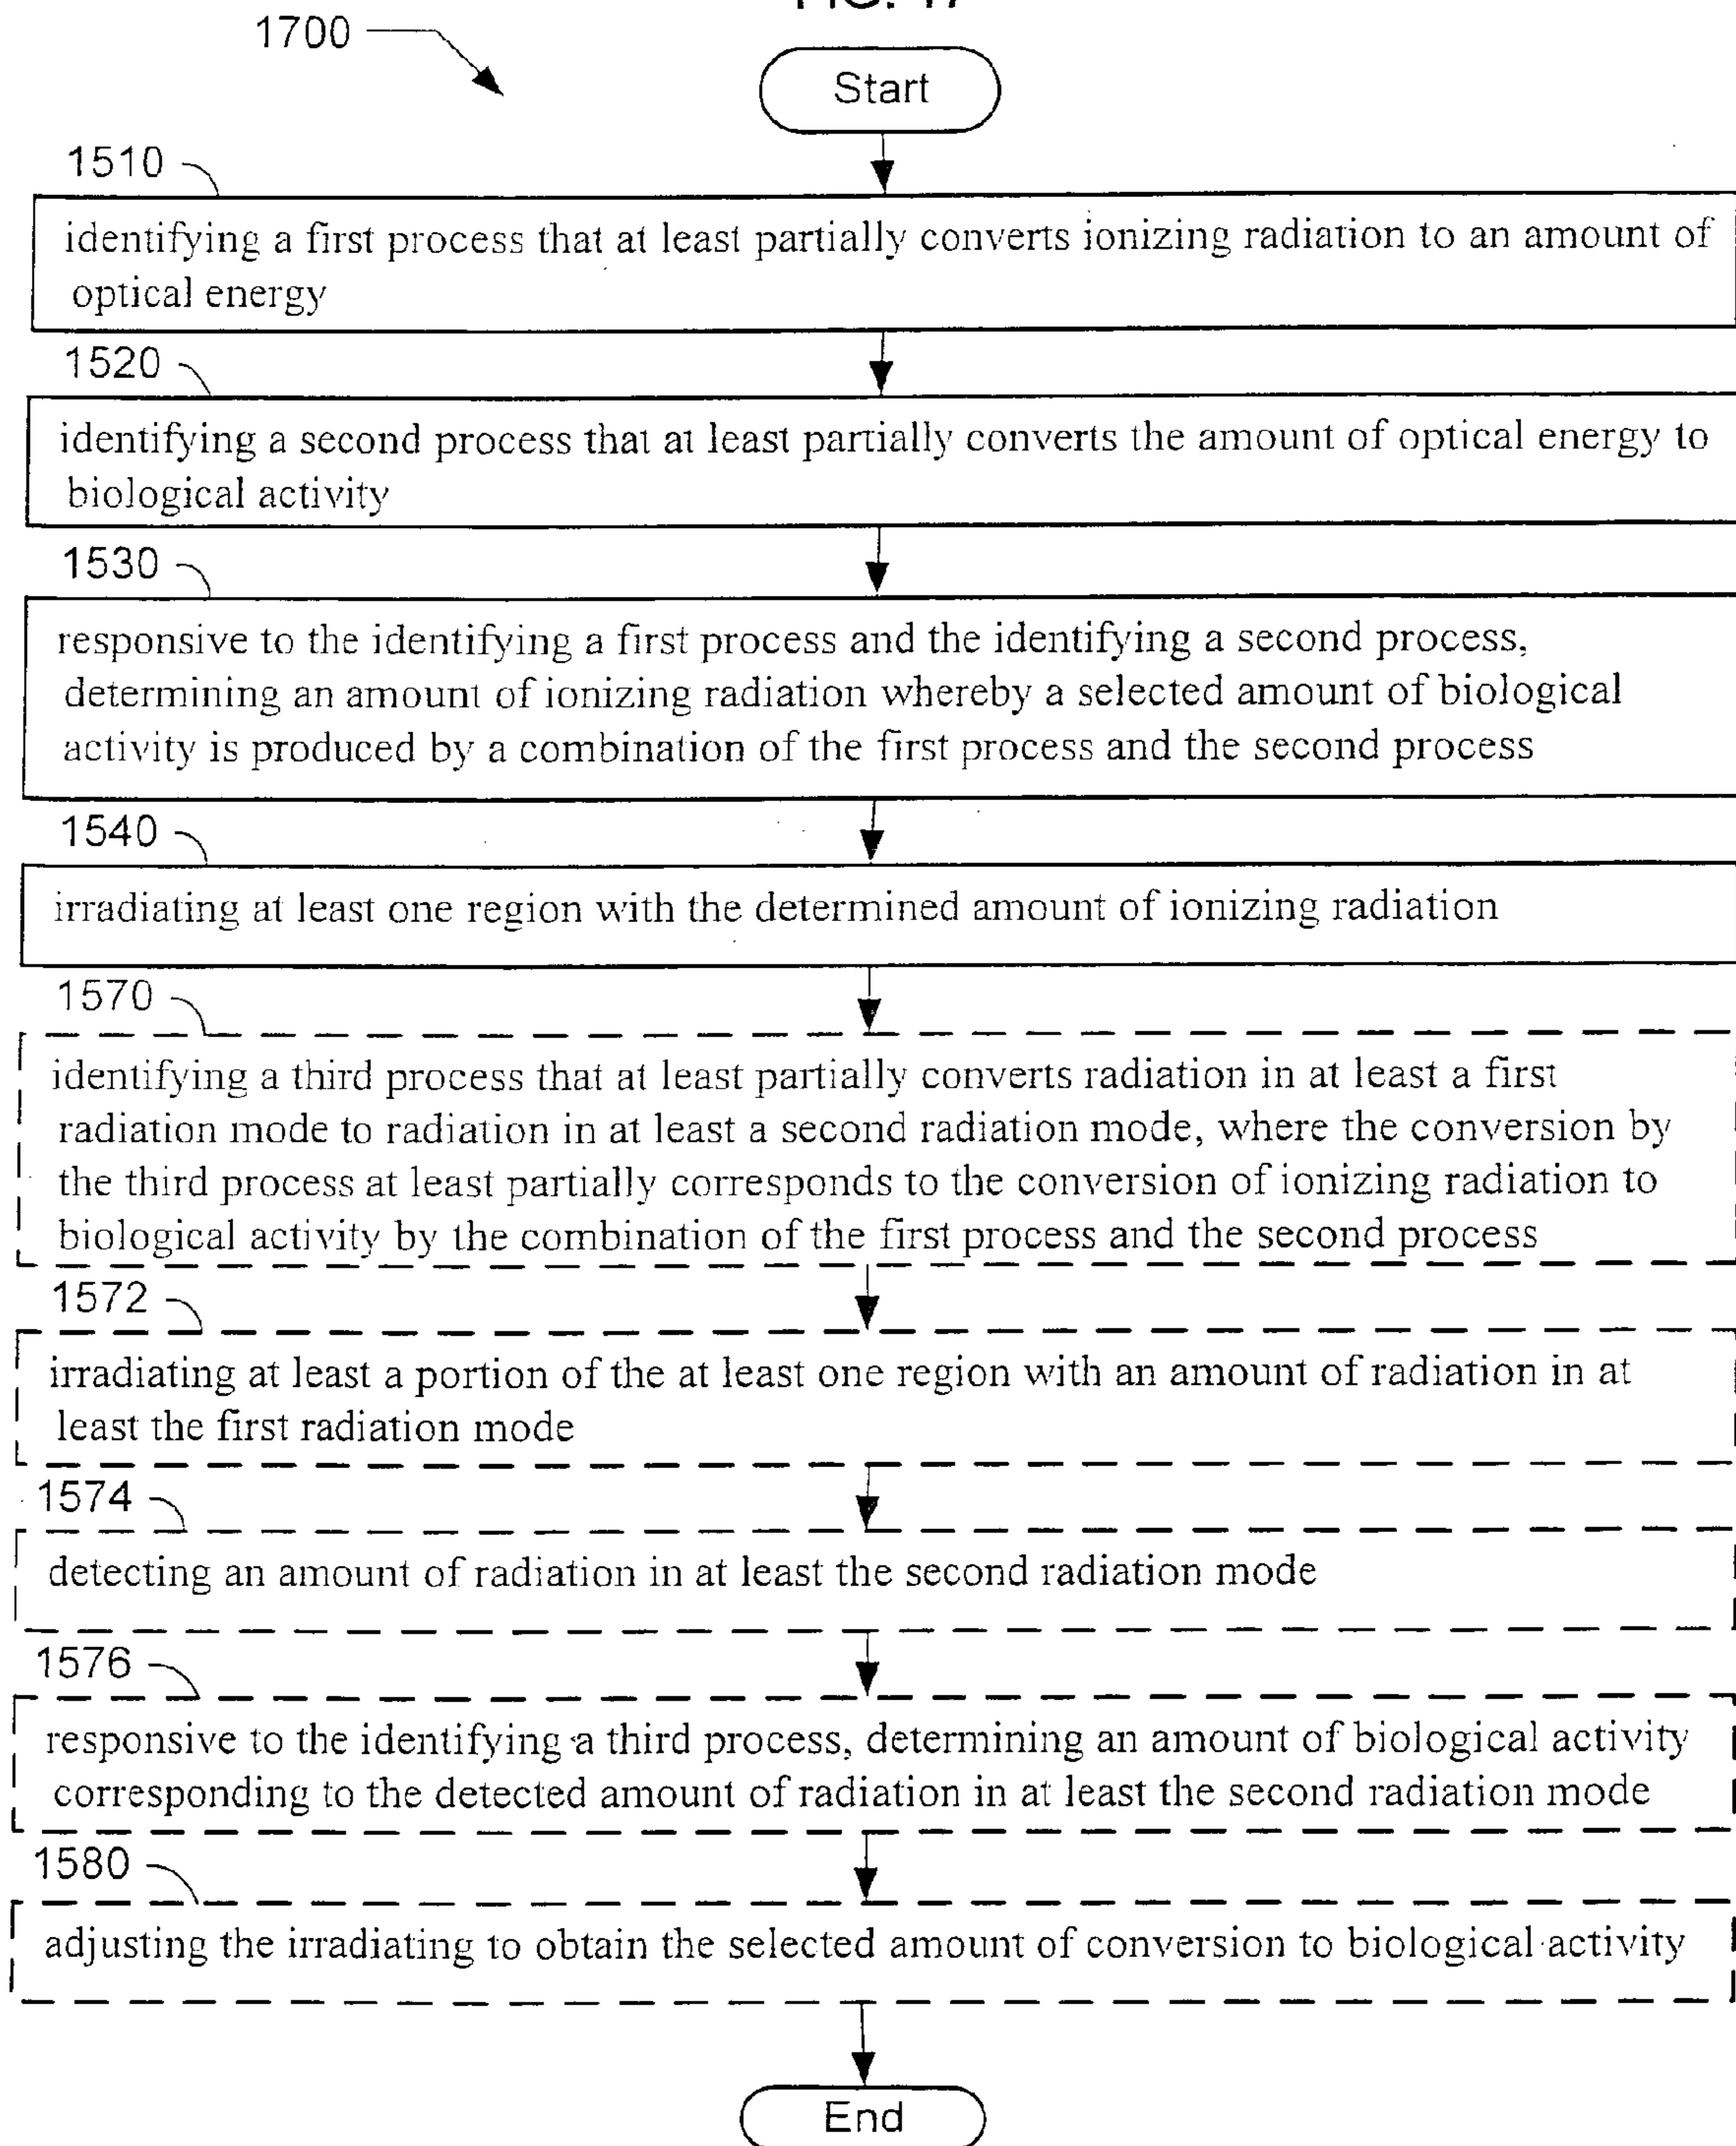 FIG. 17
1700
Start
1510
identifying a first process that at least partially converts ionizing radiation to an amount of
optical energy
1520
identifying a second process that at least partially converts the amount of optical energy to
biological activity
1530
responsive to the identifying a first process and the identifying a second process,
determining an amount of ionizing radiation whereby a selected amount of biological
activity is produced by a combination of the first process and the second process
1540
irradiating at least one region with the determined amount of ionizing radiation
1570
identifying a third process that at least partially converts radiation in at least a first
radiation mode to radiation in at least a second radiation mode, where the conversion by
the third process at least partially corresponds to the conversion of ionizing radiation to
biological activity by the combination of the first process and the second process
1572
irradiating at least a portion of the at least one region with an amount of radiation in at
least the first radiation mode
1574
detecting an amount of radiation in at least the second radiation mode
1576
responsive to the identifying a third process, determining an amount of biological activity
corresponding to the detected amount of radiation in at least the second radiation mode
1580
adjusting the irradiating to obtain the selected amount of conversion to biological activity
End